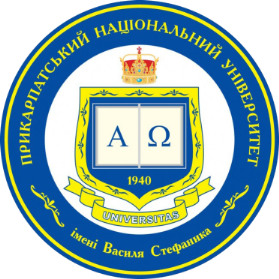 ПРИКАРПАТСЬКИЙ НАЦІОНАЛЬНИЙ УНІВЕРСИТЕТ
Α Ω
1940
UNIVERSITAS
імені Василя Стефаника